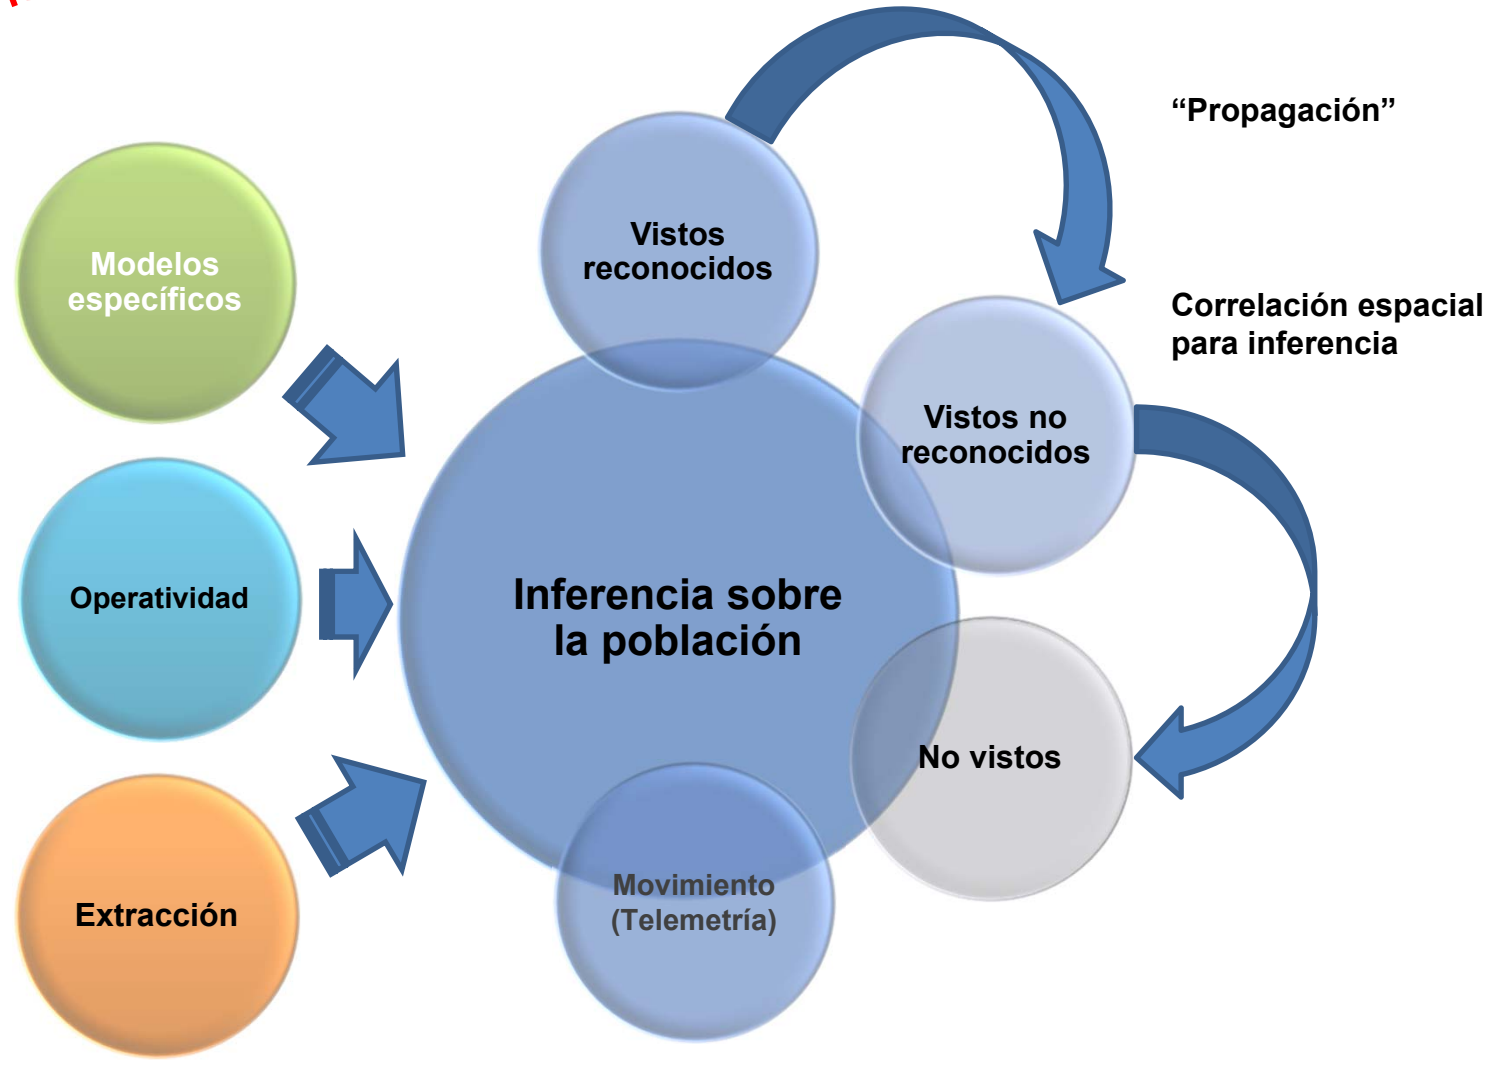 “Propagación”
Vistos
reconocidos
Modelos
específicos
Correlación espacial
para inferencia
Vistos no
reconocidos
Operatividad
Inferencia sobre
la población
No vistos
Extracción
Movimiento
(Telemetría)